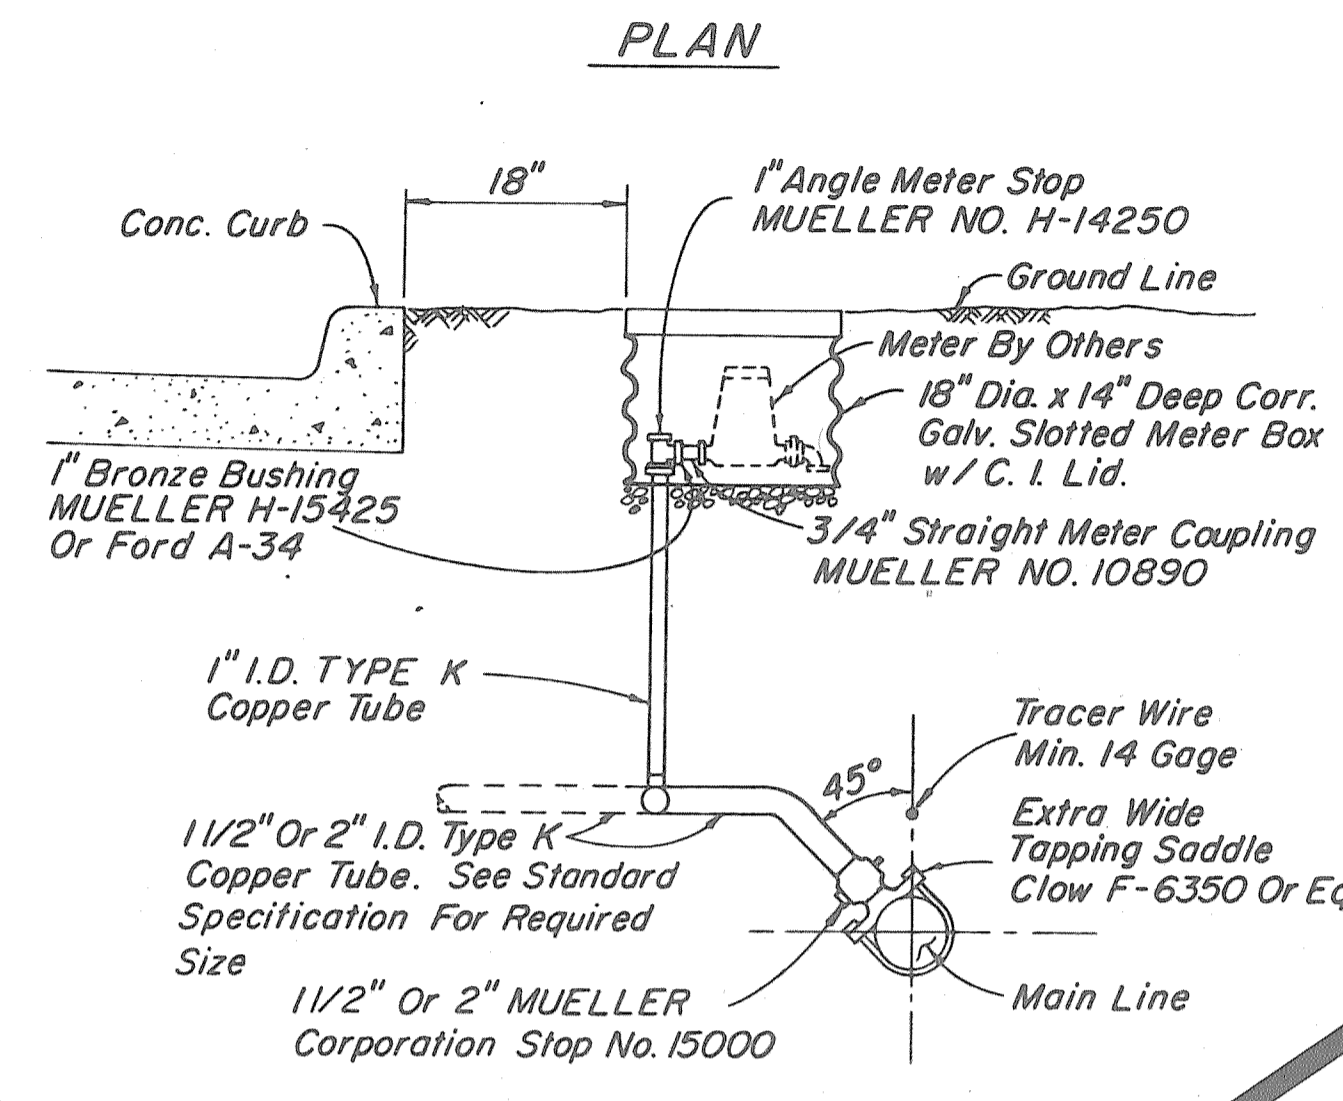 PLAN
18"
1" Angle Meter Stop
MUELLER NO. H-14250
Conc. Curb
Ground Line
Meter By Others
18" Dia. x 14" Deep Corr.
Galv. Slotted Meter Box
w/ C. I. Lid.
1" Bronze Bushing
MUELLER H-15425
Or Ford A-34
3/4" Straight Meter Coupling
MUELLER NO. 10890
1" I.D. TYPE K
Copper Tube
Tracer Wire
Min. 14 Gage
45°
Extra Wide
Tapping Saddle
Clow F-6350 Or Eq
1 1/2" Or 2" I.D. Type K
Copper Tube. See Standard
Specification For Required
Size
1 1/2" Or 2" MUELLER
Corporation Stop No. 15000
Main Line